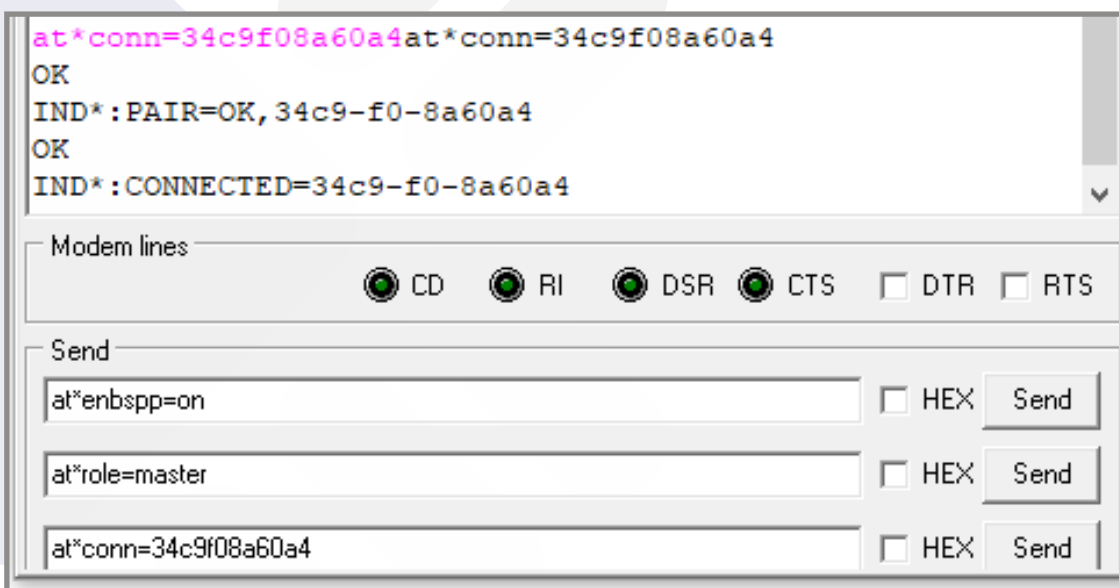 at*conn=34c9f08a60a4at*conn=34c9f08a60a4
OK
IND*:PAIR=OK,34c9-f0-8a60a4
OK
IND*:CONNECTED=34c9-f0-8a60a4
Modem lines
CD RI DSR CTS DTR RTS
Send
at*enbspp=on HEX Send
at*role=master HEX Send
at*conn=34c9f08a60a4 HEX Send